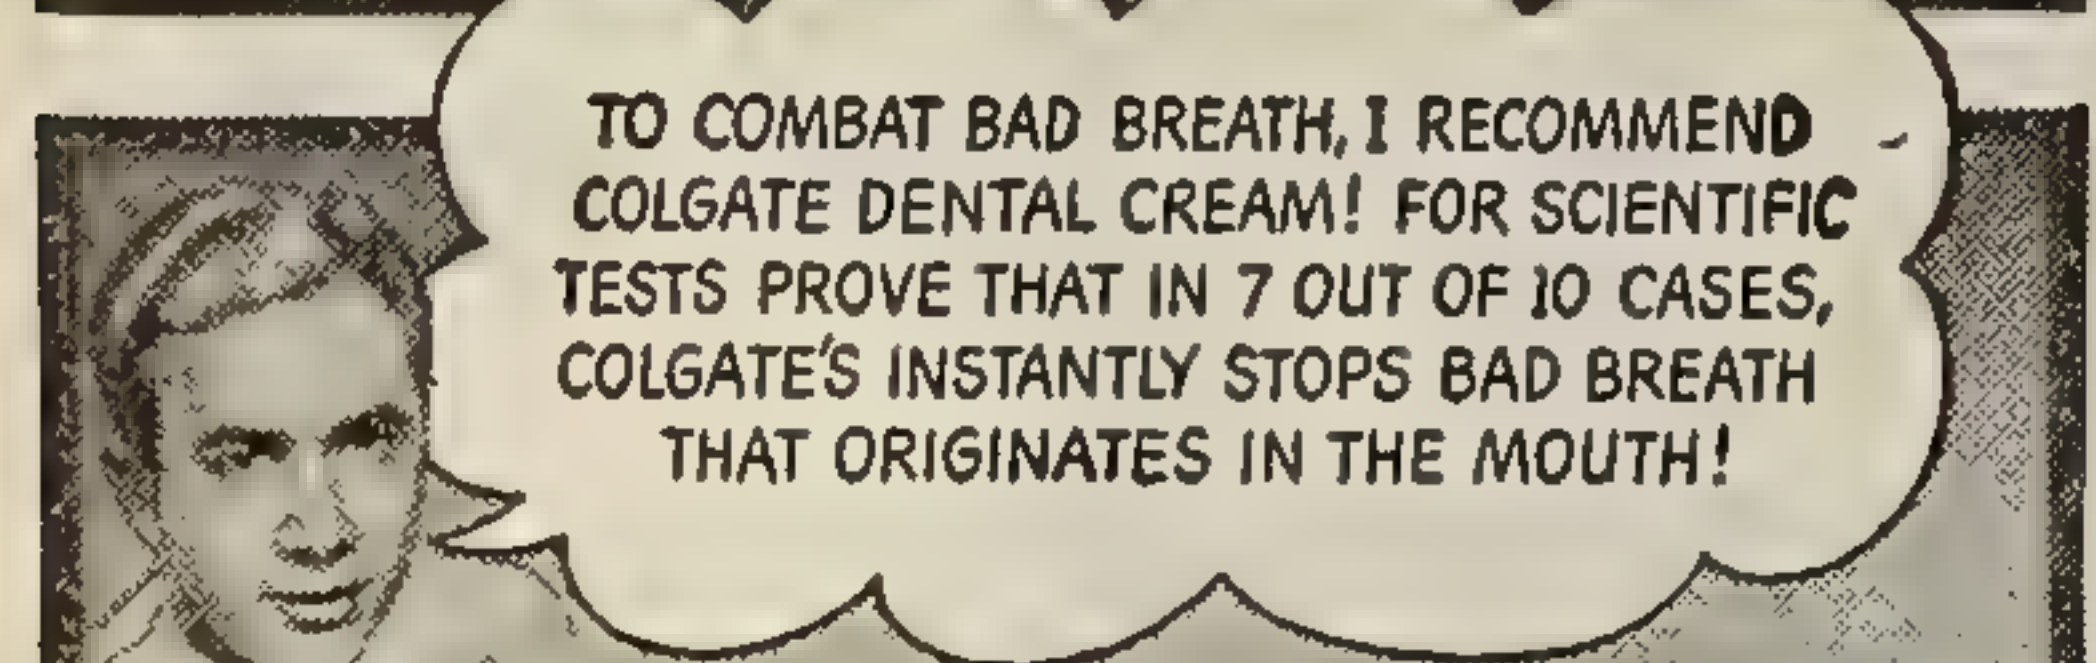 TO COMBAT BAD BREATH, I RECOMMEND
COLGATE DENTAL CREAM! FOR SCIENTIFIC
TESTS PROVE THAT IN 7 OUT OF 10 CASES,
COLGATE'S INSTANTLY STOPS BAD BREATH
THAT ORIGINATES IN THE MOUTH!